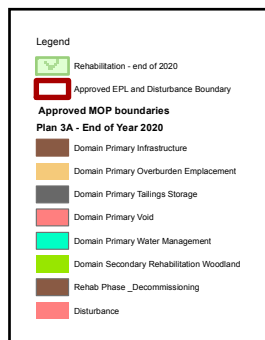 Legend
Rehabilitation - end of 2020
Approved EPL and Disturbance Boundary
Approved MOP boundaries
Plan 3A - End of Year 2020
Domain Primary Infrastructure
Domain Primary Overburden Emplacement
Domain Primary Tailings Storage
Domain Primary Void
Domain Primary Water Management
Domain Secondary Rehabilitation Woodland
Rehab Phase _Decommissioning
Disturbance